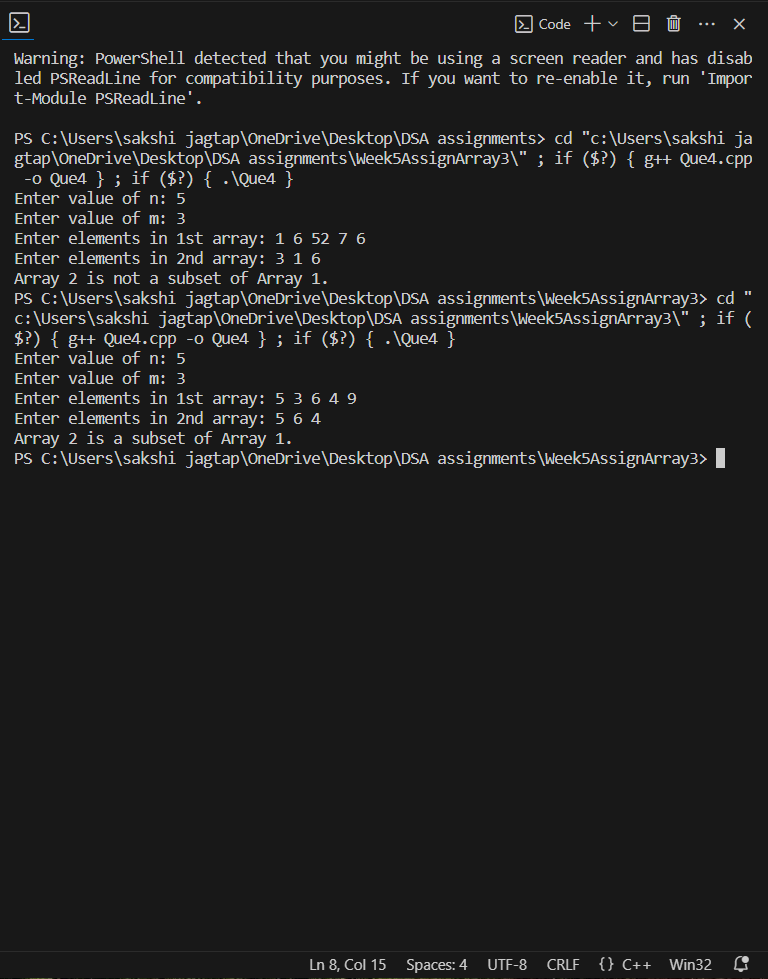 Code
Warning: PowerShell detected that you might be using a screen reader and has disab
led PSReadLine for compatibility purposes. If you want to re-enable it, run 'Impor
t-Module PSReadLine'.
PS C:\Users\sakshi jagtap\OneDrive\Desktop\DSA assignments> cd "c:\Users\sakshi ja
gtap\OneDrive\Desktop\DSA assignments\Week5AssignArray3\" ; if ($?) { g++ Que4.cpp
 -o Que4 } ; if ($?) { .\Que4 }
Enter value of n: 5
Enter value of m: 3
Enter elements in 1st array: 1 6 52 7 6
Enter elements in 2nd array: 3 1 6
Array 2 is not a subset of Array 1.
PS C:\Users\sakshi jagtap\OneDrive\Desktop\DSA assignments\Week5AssignArray3> cd "
c:\Users\sakshi jagtap\OneDrive\Desktop\DSA assignments\Week5AssignArray3\" ; if (
$?) { g++ Que4.cpp -o Que4 } ; if ($?) { .\Que4 }
Enter value of n: 5
Enter value of m: 3
Enter elements in 1st array: 5 3 6 4 9
Enter elements in 2nd array: 5 6 4
Array 2 is a subset of Array 1.
PS C:\Users\sakshi jagtap\OneDrive\Desktop\DSA assignments\Week5AssignArray3>
Ln 8, Col 15 Spaces: 4 UTF-8 CRLF {} C++ Win32